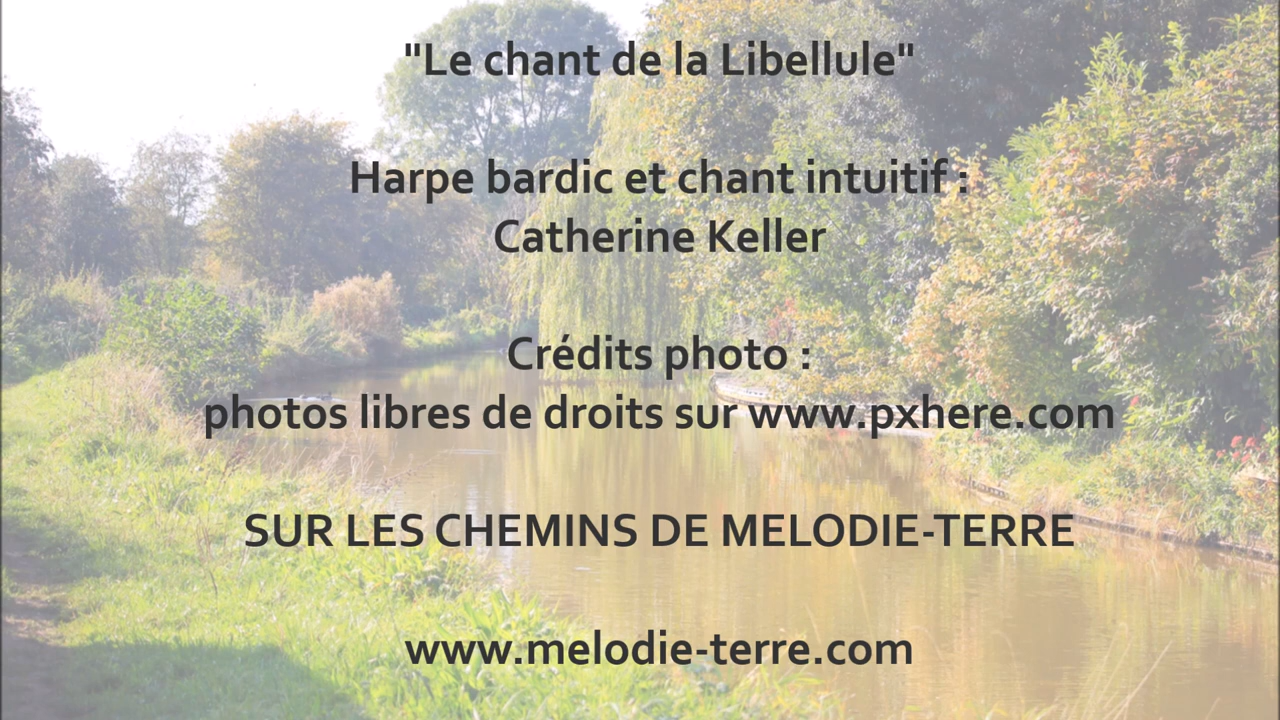 "Le chant de la Libellule"
Harpe bardic et chant intuitif :
Catherine Keller
Crédits photo :
photos libres de droits sur www.pxhere.com
SUR LES CHEMINS DE MELODIE-TERRE
www.melodie-terre.com